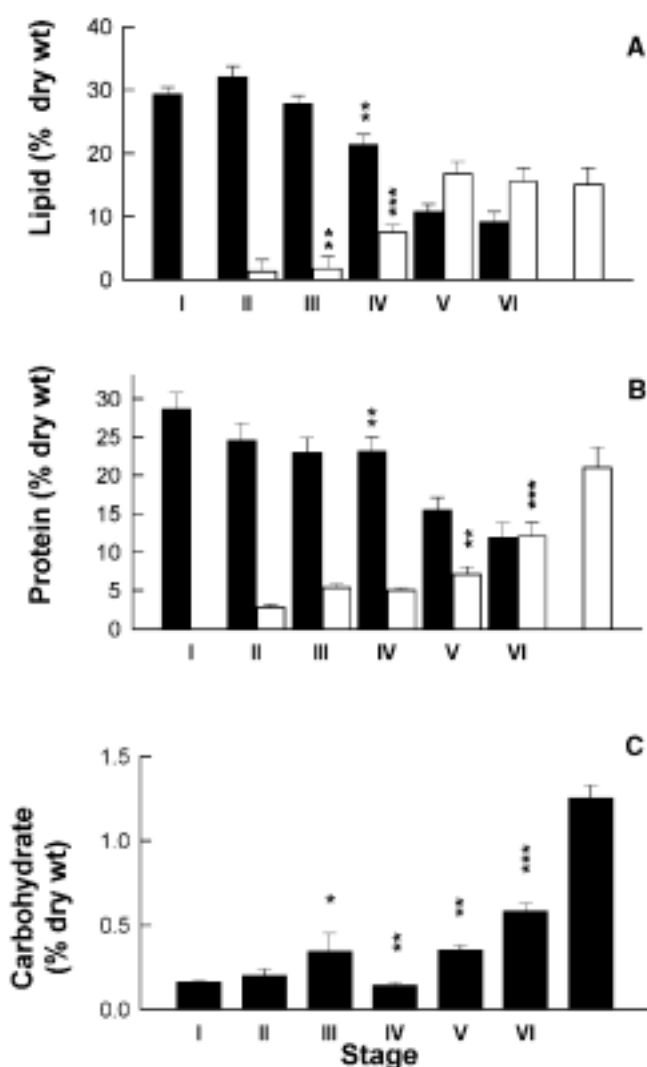 A
Lipid (% dry wt)
40
30
20
10
0
**
**
***
I II III IV V VI
B
Protein (% dry wt)
30
25
20
15
10
5
0
**
**
***
I II III IV V VI
C
Carbohydrate
(% dry wt)
1.5
1.0
0.5
0.0
*
**
**
***
I II III IV V VI
Stage